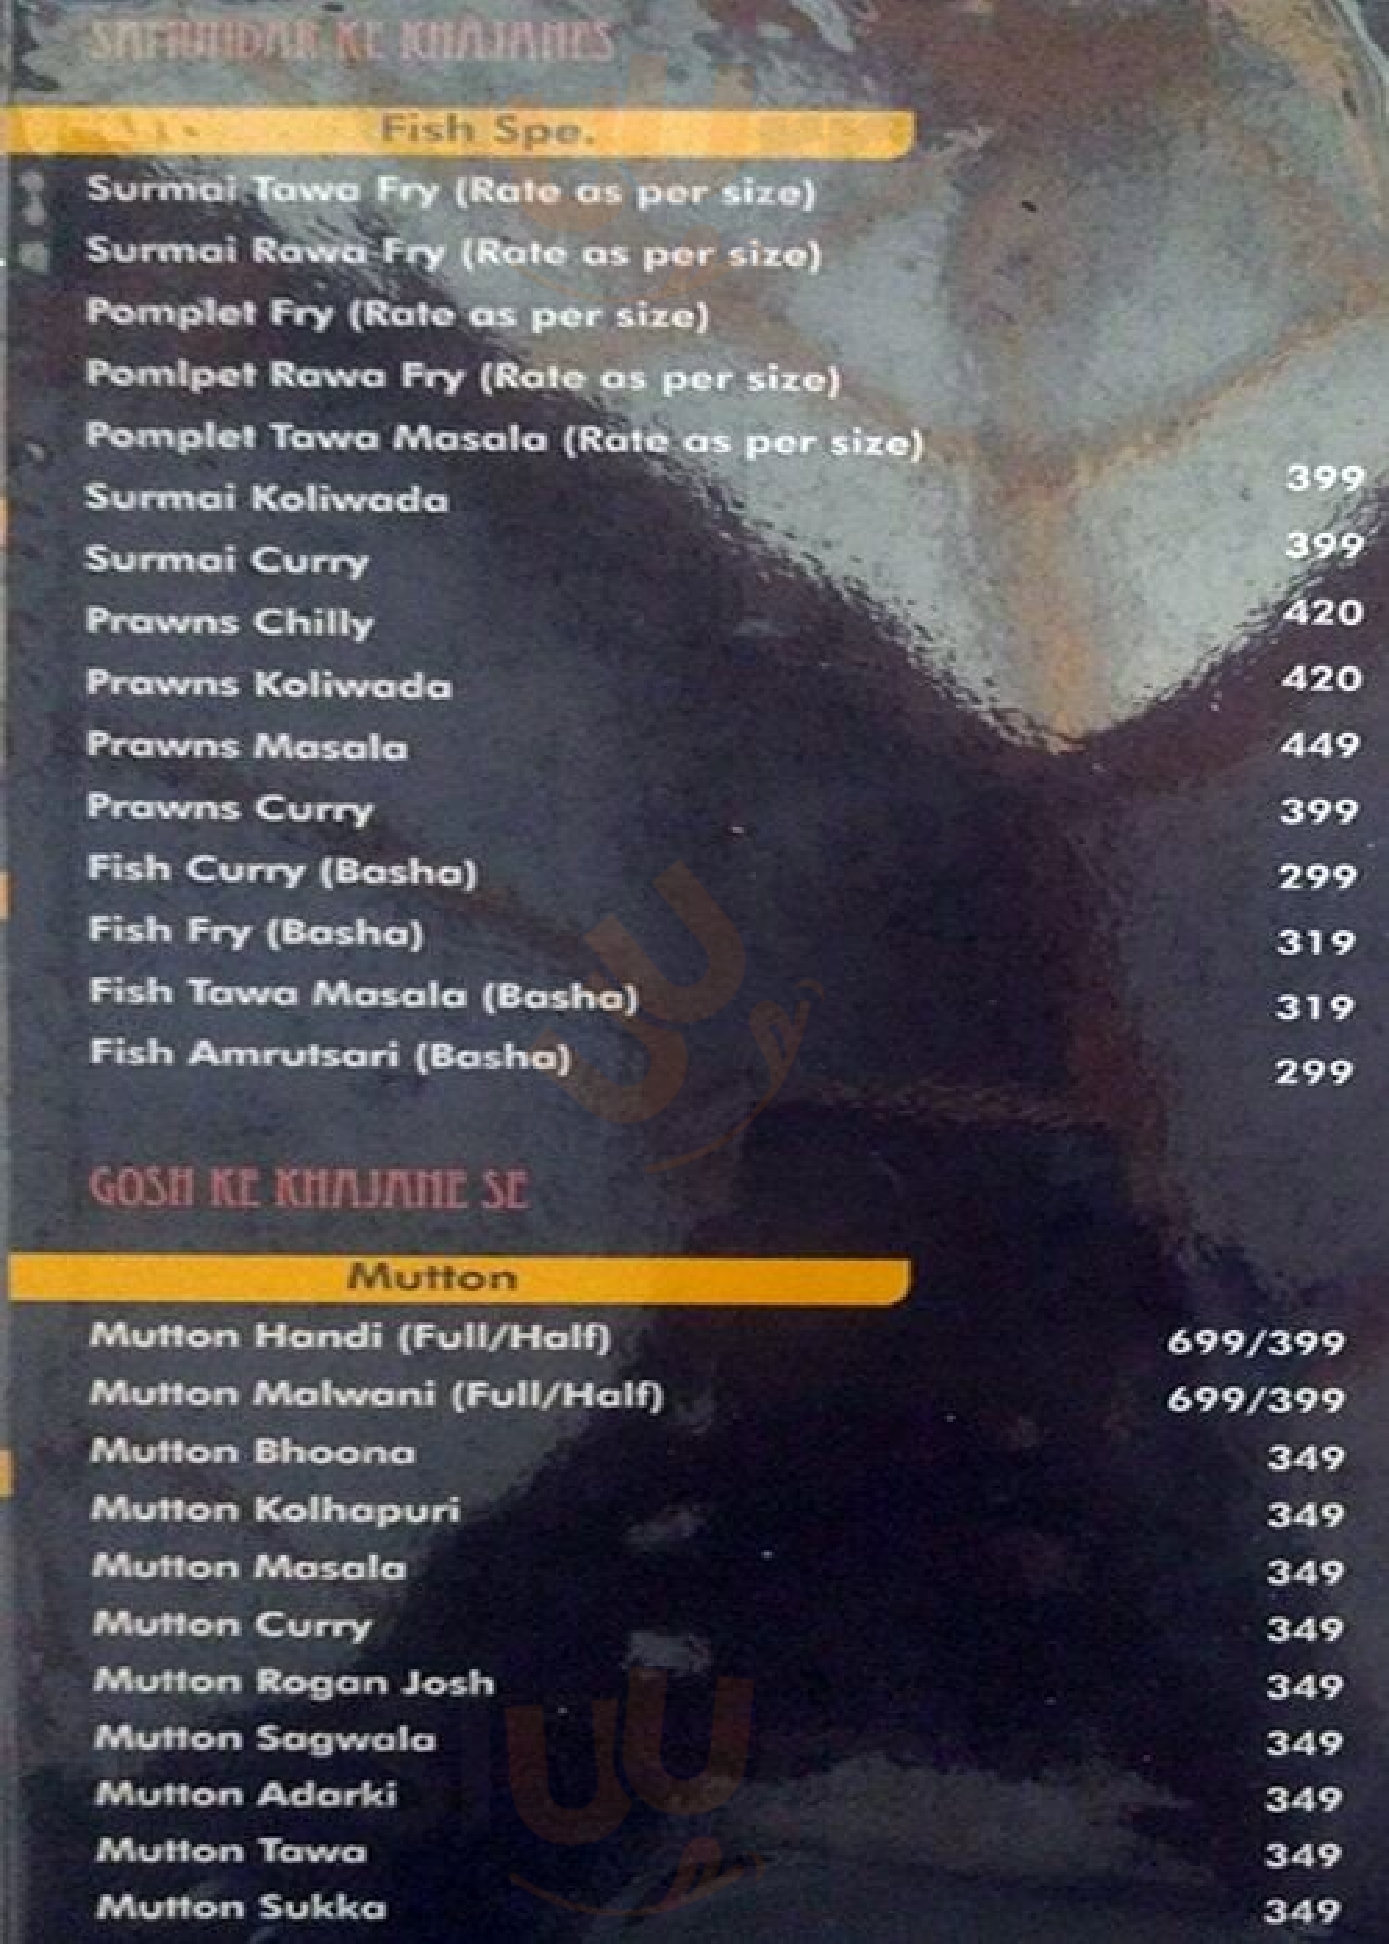 SAMUNDAR KE KHAJANES
Fish Spe.
Surmai Tawa Fry (Rate as per size)
Surmai Rawa Fry (Rate as per size)
Pomplet Fry (Rate as per size)
Pomlpet Rawa Fry (Rate as per size)
Pomplet Tawa Masala (Rate as per size)
Surmai Koliwada 399
Surmai Curry 399
Prawns Chilly 420
Prawns Koliwada 420
Prawns Masala 449
Prawns Curry 399
Fish Curry (Basha) 299
Fish Fry (Basha) 319
Fish Tawa Masala (Basha) 319
Fish Amrutsari (Basha) 299
GOSH KE KHAJANE SE
Mutton
Mutton Handi (Full/Half) 699/399
Mutton Malwani (Full/Half) 699/399
Mutton Bhoona 349
Mutton Kolhapuri 349
Mutton Masala 349
Mutton Curry 349
Mutton Rogan Josh 349
Mutton Sagwala 349
Mutton Adarki 349
Mutton Tawa 349
Mutton Sukka 349